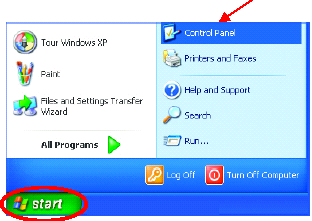 Tour Windows XP
Paint
Files and Settings Transfer
Wizard
All Programs
Control Panel
Printers and Faxes
Help and Support
Search
Run...
Log Off
Turn Off Computer
start